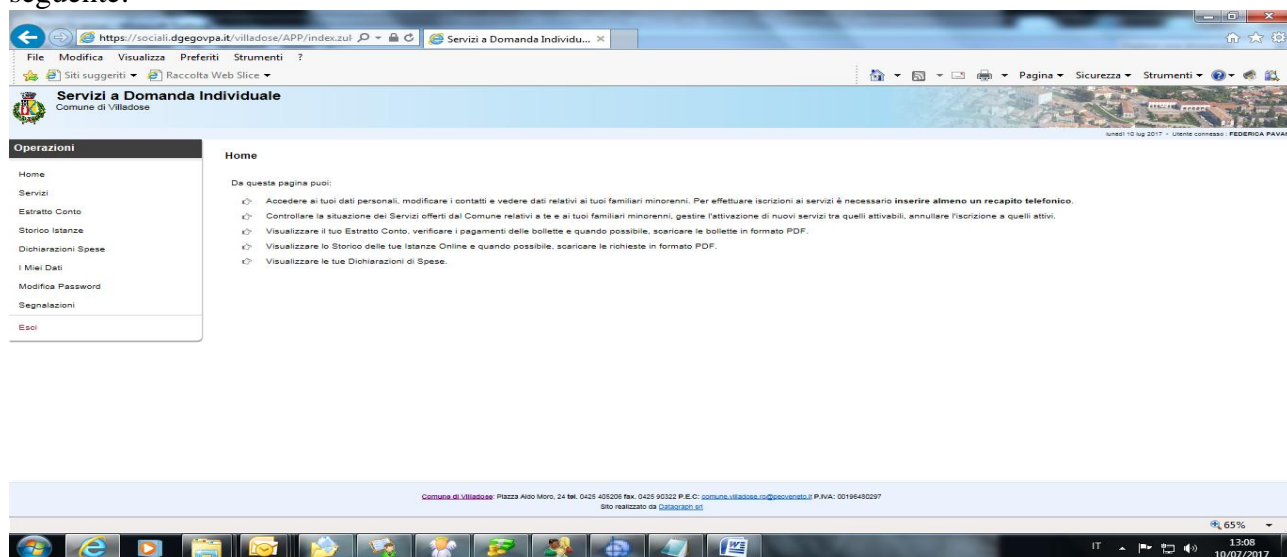 seguente:
https://sociali.dgegovpa.it/villadose/APP/index.zul
Servizi a Domanda Individu...
File Modifica Visualizza Preferiti Strumenti ?
Siti suggeriti Raccolta Web Slice
Pagina Sicurezza Strumenti
Servizi a Domanda Individuale
Comune di Villadose
lunedì 10 lug 2017 - Utente connesso : FEDERICA PAVAN
Operazioni
Home
Servizi
Estratto Conto
Storico Istanze
Dichiarazioni Spese
I Miei Dati
Modifica Password
Segnalazioni
Esci
Home
Da questa pagina puoi:
Accedere ai tuoi dati personali, modificare i contatti e vedere dati relativi ai tuoi familiari minorenni. Per effettuare iscrizioni ai servizi è necessario inserire almeno un recapito telefonico.
Controllare la situazione dei Servizi offerti dal Comune relativi a te e ai tuoi familiari minorenni, gestire l'attivazione di nuovi servizi tra quelli attivabili, annullare l'iscrizione a quelli attivi.
Visualizzare il tuo Estratto Conto, verificare i pagamenti delle bollette e quando possibile, scaricare le bollette in formato PDF.
Visualizzare lo Storico delle tue Istanze Online e quando possibile, scaricare le richieste in formato PDF.
Visualizzare le tue Dichiarazioni di Spese.
Comune di Villadose: Piazza Aldo Moro, 24 tel. 0425 405206 fax. 0425 90322 P.E.C: comune.villadose.ro@pecveneto.it P.IVA: 00196480297
Sito realizzato da Datagraph srl
65%
IT
13:08
10/07/2017